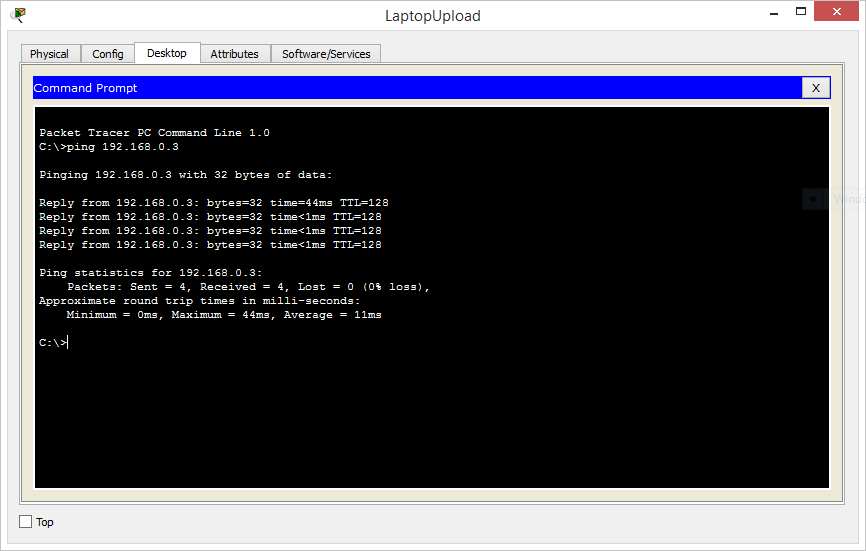 LaptopUpload
Physical Config Desktop Attributes Software/Services
Command Prompt X
Packet Tracer PC Command Line 1.0
C:\>ping 192.168.0.3
Pinging 192.168.0.3 with 32 bytes of data:
Reply from 192.168.0.3: bytes=32 time=44ms TTL=128
Reply from 192.168.0.3: bytes=32 time<1ms TTL=128
Reply from 192.168.0.3: bytes=32 time<1ms TTL=128
Reply from 192.168.0.3: bytes=32 time<1ms TTL=128
Ping statistics for 192.168.0.3:
Packets: Sent = 4, Received = 4, Lost = 0 (0% loss),
Approximate round trip times in milli-seconds:
Minimum = 0ms, Maximum = 44ms, Average = 11ms
C:\>
Top